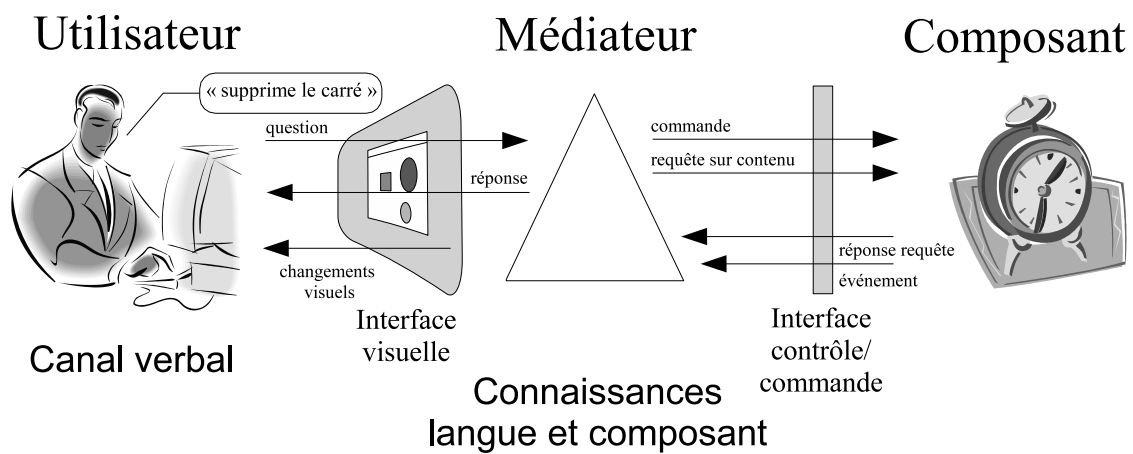 Utilisateur
Médiateur
Composant
« supprime le carré »
question
réponse
changements
visuels
commande
requête sur contenu
réponse requête
événement
Interface
visuelle
Interface
contrôle/
commande
Canal verbal
Connaissances
langue et composant